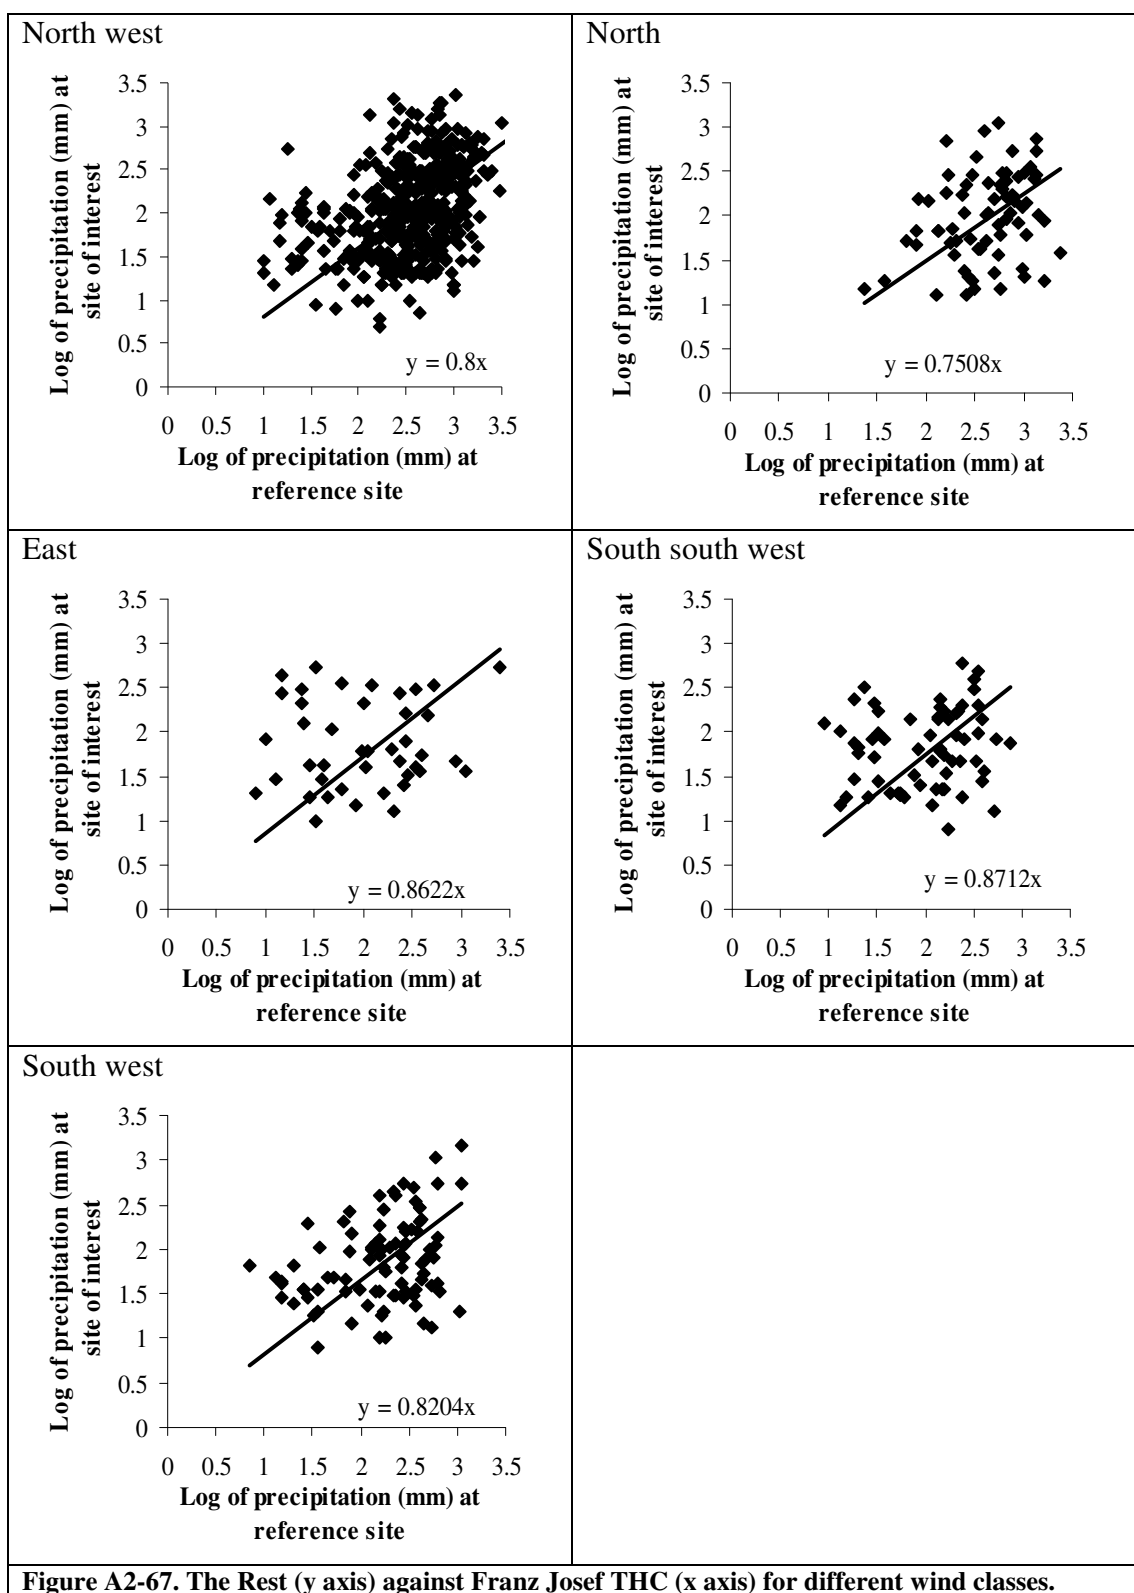 North west
Log of precipitation (mm) at
site of interest
3.5
3
2.5
2
1.5
1
0.5
0
y = 0.8x
0 0.5 1 1.5 2 2.5 3 3.5
Log of precipitation (mm) at
reference site
North
Log of precipitation (mm) at
site of interest
3.5
3
2.5
2
1.5
1
0.5
0
y = 0.7508x
0 0.5 1 1.5 2 2.5 3 3.5
Log of precipitation (mm) at
reference site
East
Log of precipitation (mm) at
site of interest
3.5
3
2.5
2
1.5
1
0.5
0
y = 0.8622x
0 0.5 1 1.5 2 2.5 3 3.5
Log of precipitation (mm) at
reference site
South south west
Log of precipitation (mm) at
site of interest
3.5
3
2.5
2
1.5
1
0.5
0
y = 0.8712x
0 0.5 1 1.5 2 2.5 3 3.5
Log of precipitation (mm) at
reference site
South west
Log of precipitation (mm) at
site of interest
3.5
3
2.5
2
1.5
1
0.5
0
y = 0.8204x
0 0.5 1 1.5 2 2.5 3 3.5
Log of precipitation (mm) at
reference site
Figure A2-67. The Rest (y axis) against Franz Josef THC (x axis) for different wind classes.